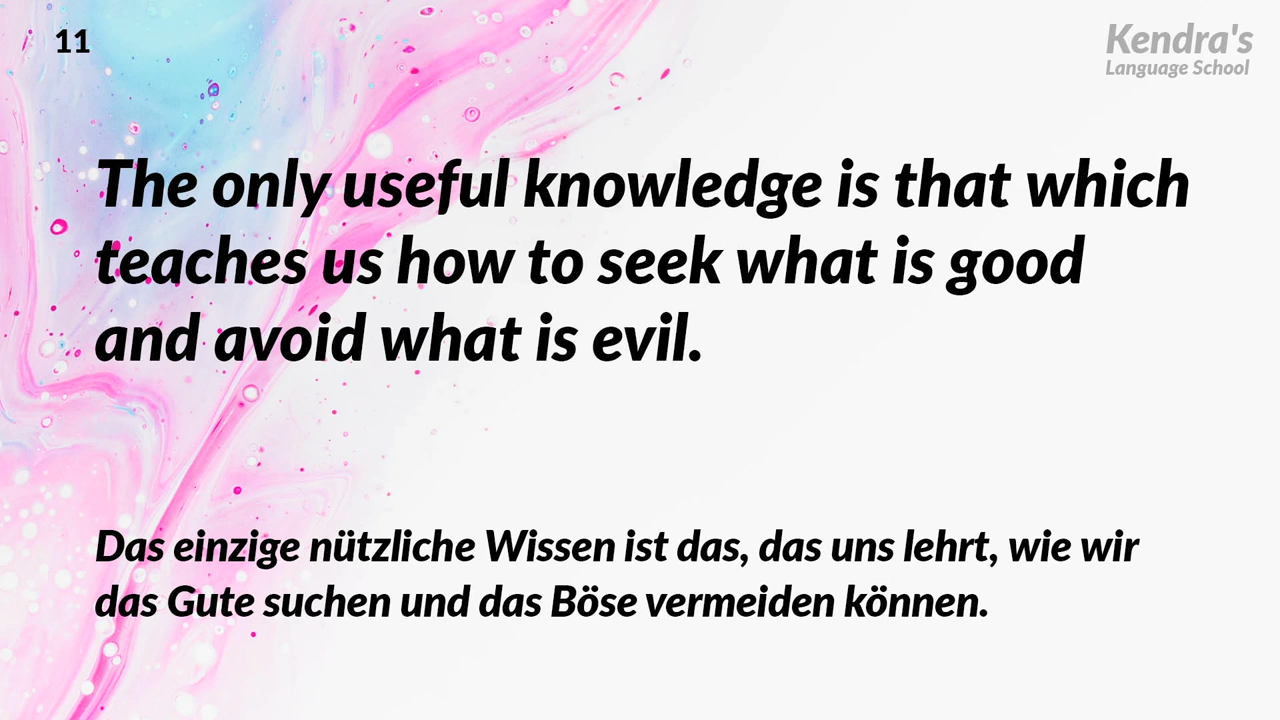 11
Kendra's
Language School
The only useful knowledge is that which
teaches us how to seek what is good
and avoid what is evil.
Das einzige nützliche Wissen ist das, das uns lehrt, wie wir
das Gute suchen und das Böse vermeiden können.